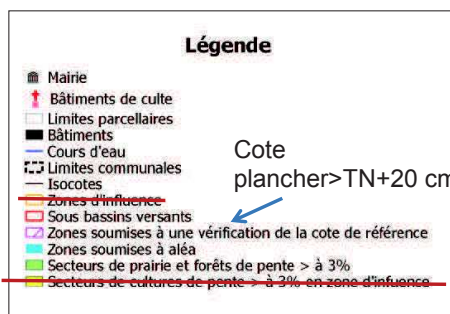 Légende
Mairie
Bâtiments de culte
Limites parcellaires
Bâtiments
Cours d'eau
Limites communales
Isocotes
Zones d'influence
Sous bassins versants
Zones soumises à une vérification de la cote de référence
Zones soumises à aléa
Secteurs de prairie et forêts de pente > à 3%
Secteurs de cultures de pente > à 3% en zone d'infuence
Cote
plancher>TN+20 cm